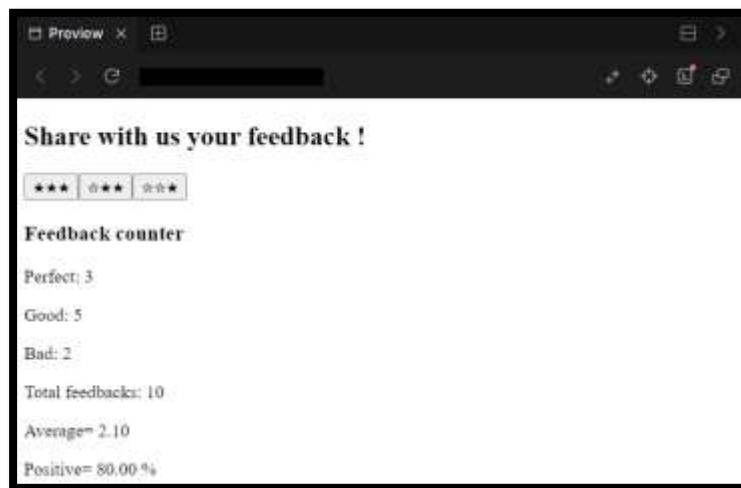 Preview
Share with us your feedback !
★★★ ☆★★ ☆☆★
Feedback counter
Perfect: 3
Good: 5
Bad: 2
Total feedbacks: 10
Average= 2.10
Positive= 80.00 %